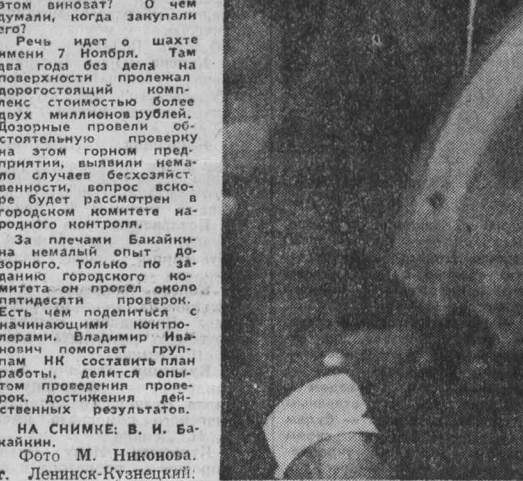 этом виноват? О чем
думали, когда закупали
его?
Речь идет о шахте
имени 7 Ноября. Там
два года без дела на
поверхности пролежал
дорогостоящий комп-
лекс стоимостью более
двух миллионов рублей.
Дозорные провели об-
стоятельную проверку
на этом горном пред-
приятии, выявили нема-
ло случаев бесхозяйст
венности, вопрос вско-
ре будет рассмотрен в
городском комитете на-
родного контроля.
За плечами Бакайки-
на немалый опыт до-
зорного. Только по за-
данию городского ко-
митета он провел около
пятидесяти проверок.
Есть чем поделиться с
начинающими контро-
лерами. Владимир Ива-
нович помогает груп-
пам НК составить план
работы, делится опы-
том проведения прове-
рок, достижения дей-
ственных результатов.
НА СНИМКЕ: В. И. Ба-
кайкин.
Фото М. Никонова.
г. Ленинск-Кузнецкий.